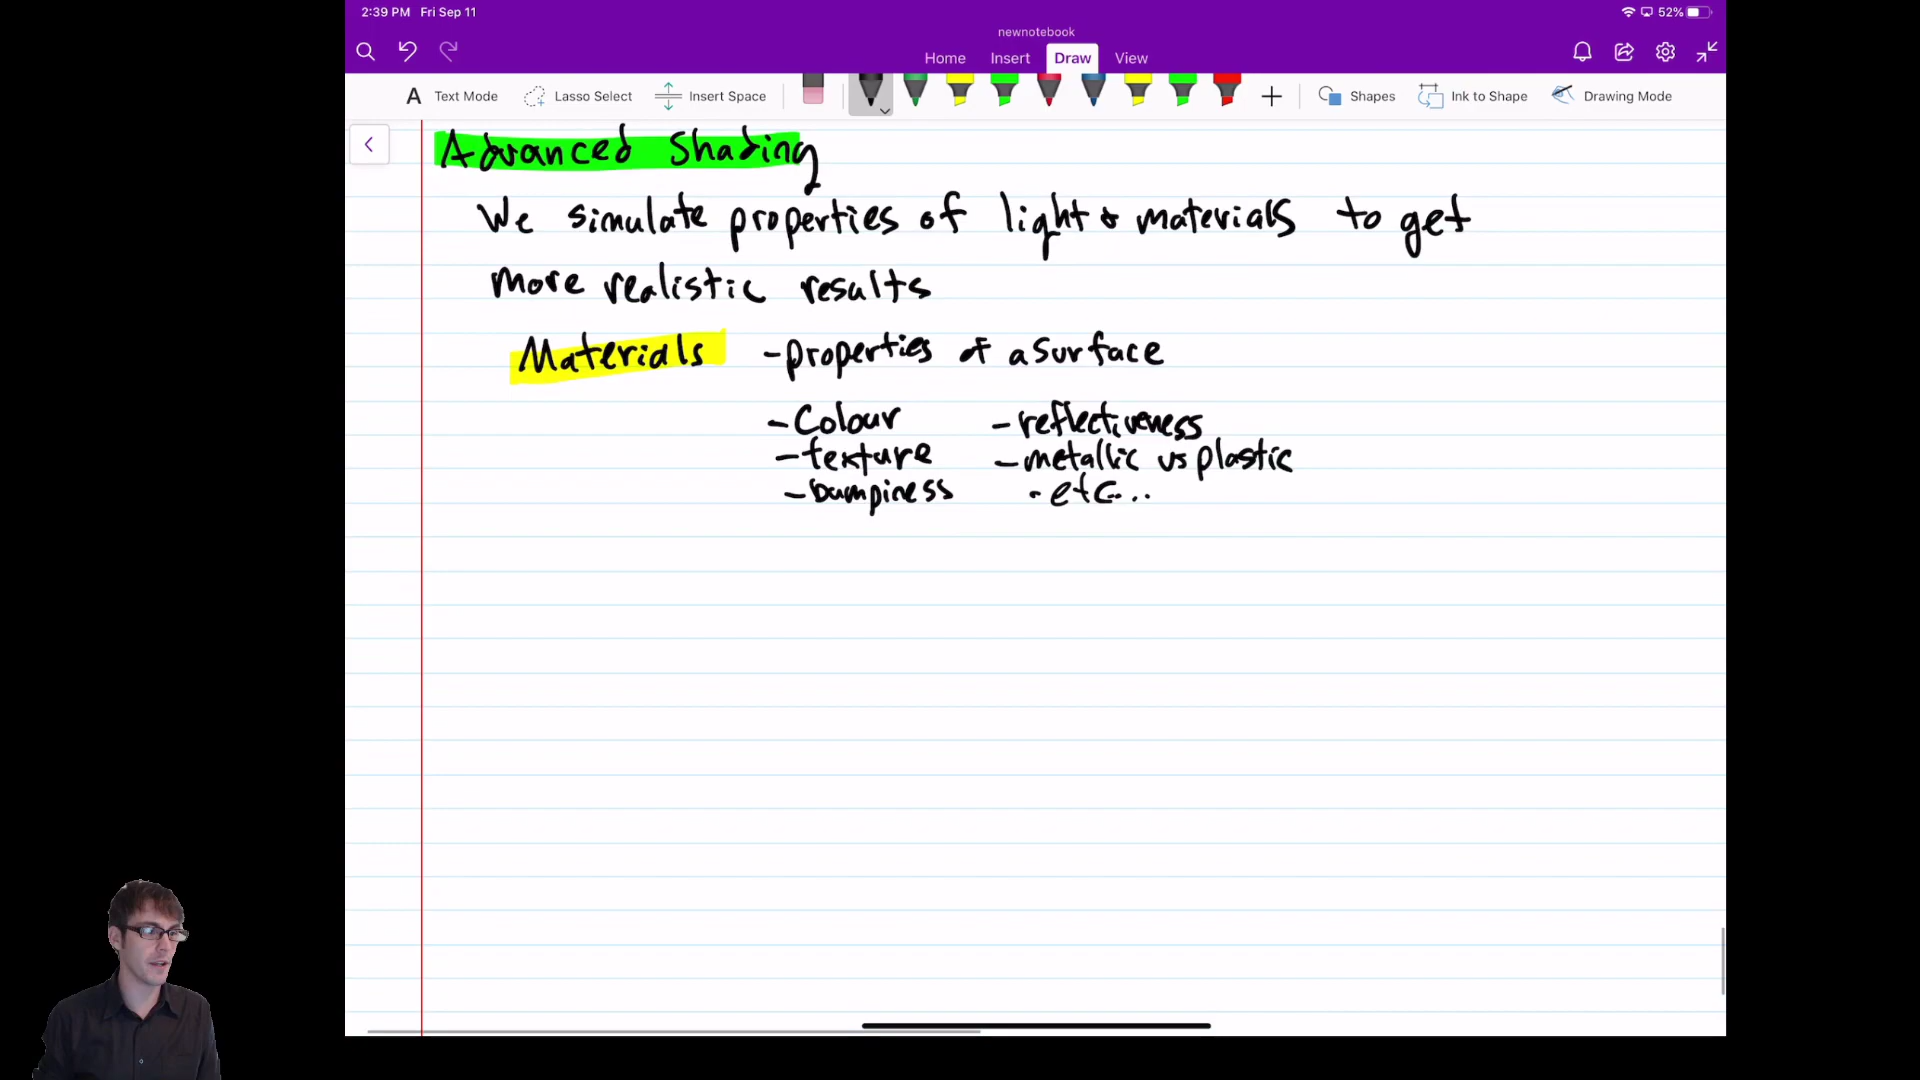 2:39 PM Fri Sep 11
52%
newnotebook
Home Insert Draw View
A Text Mode Lasso Select Insert Space Shapes Ink to Shape Drawing Mode
Advanced Shading
We simulate properties of light & materials to get
more realistic results
Materials - properties of a surface
- Colour - reflectiveness
- texture - metallic vs plastic
- bumpiness - etc...